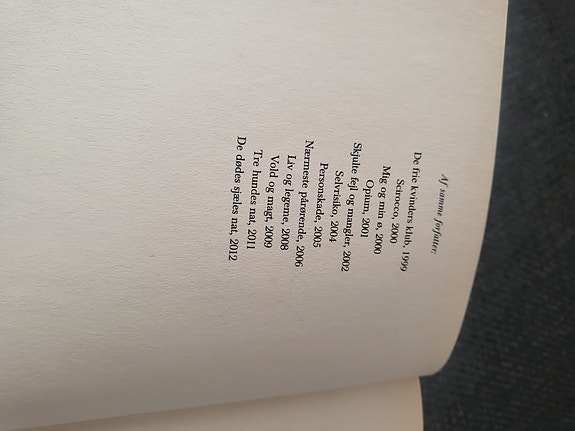 Af samme forfatter:
De frie kvinders klub, 1999
Scirocco, 2000
Mig og min ø, 2000
Opium, 2001
Skjulte fejl og mangler, 2002
Selvrisiko, 2004
Personskade, 2005
Nærmeste pårørende, 2006
Liv og legeme, 2008
Vold og magt, 2009
Tre hundes nat, 2011
De dødes sjæles nat, 2012